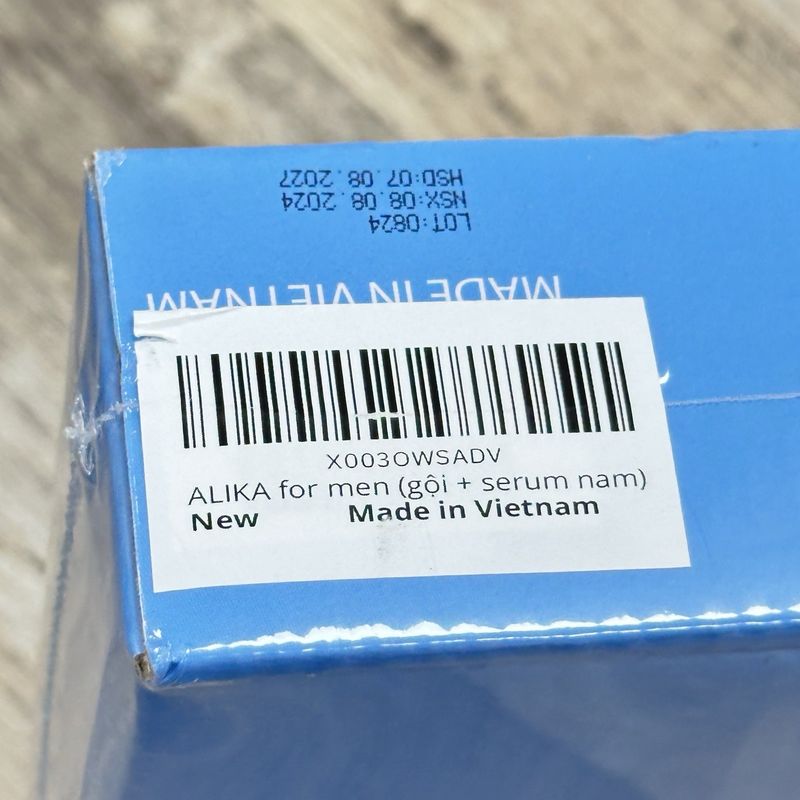 LOT:0824
NSX:08.08.2024
HSD:07.08.2027
MADE IN VIETNAM
X003OWSADV
ALIKA for men (gội + serum nam)
New Made in Vietnam